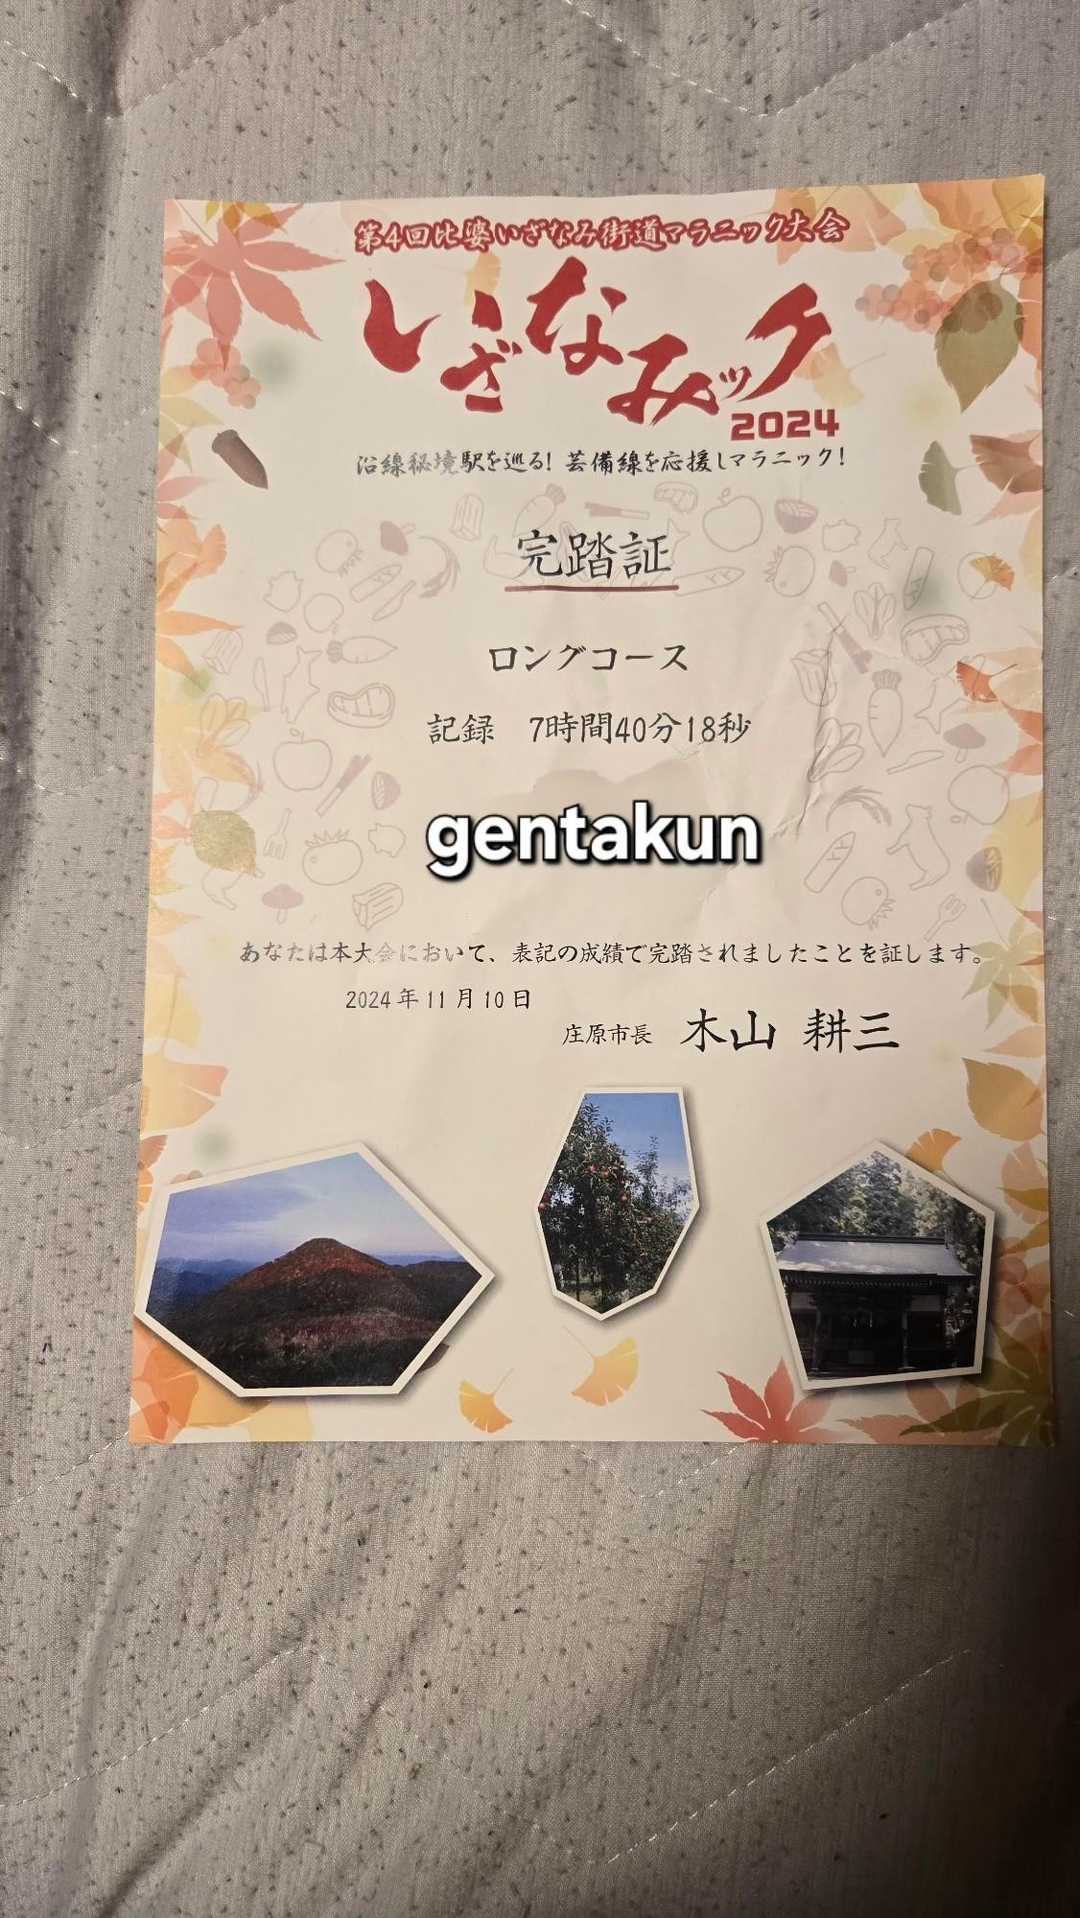 第4回比婆いざなみ街道マラニック大会
いざなみック
2024
沿線秘境駅を巡る!芸備線を応援しマラニック!
完踏証
ロングコース
記録 7時間40分18秒
gentakun
あなたは本大会において、表記の成績で完踏されましたことを証します。
2024年11月10日
庄原市長 木山 耕三